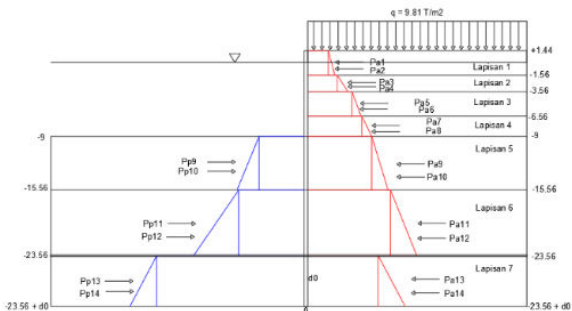 q = 9.81 T/m2
+1.44
Pa1
Lapisan 1
Pa2
-1.56
Pa3
Lapisan 2
Pa4
-3.56
Pa5
Lapisan 3
Pa6
-6.56
Pa7
Lapisan 4
Pa8
-9
-9
Lapisan 5
Pp9
Pa9
Pp10
Pa10
-15.56
-15.56
Lapisan 6
Pp11
Pa11
Pp12
Pa12
-23.56
-23.56
Lapisan 7
Pp13
d0
Pa13
Pp14
Pa14
-23.56 + d0
-23.56 + d0